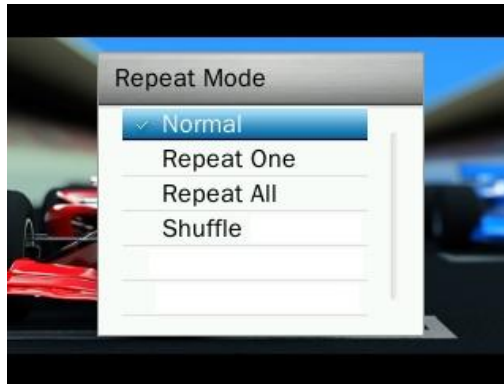 Repeat Mode
Normal
Repeat One
Repeat All
Shuffle